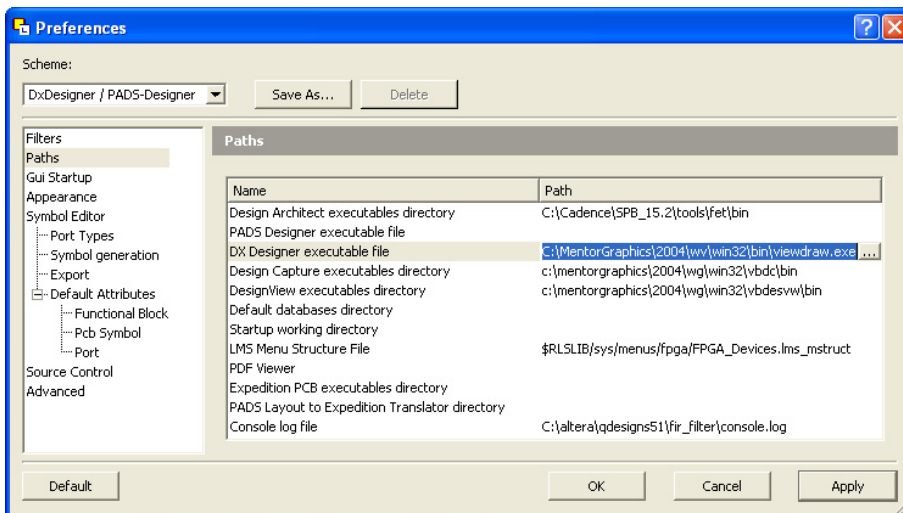 Preferences
Scheme:
DxDesigner / PADS-Designer
Save As...
Delete
Filters
Paths
Gui Startup
Appearance
Symbol Editor
Port Types
Symbol generation
Export
Default Attributes
Functional Block
Pcb Symbol
Port
Source Control
Advanced
Paths
Name Path
Design Architect executables directory C:\Cadence\SPB_15.2\tools\fet\bin
PADS Designer executable file
DX Designer executable file C:\MentorGraphics\2004\wv\win32\bin\viewdraw.exe ...
Design Capture executables directory c:\mentorgraphics\2004\wg\win32\vbdc\bin
DesignView executables directory c:\mentorgraphics\2004\wg\win32\vbdesvw\bin
Default databases directory
Startup working directory
LMS Menu Structure File $RLSLIB/sys/menus/fpga/FPGA_Devices.lms_mstruct
PDF Viewer
Expedition PCB executables directory
PADS Layout to Expedition Translator directory
Console log file C:\altera\qdesigns51\fir_filter\console.log
Default
OK
Cancel
Apply